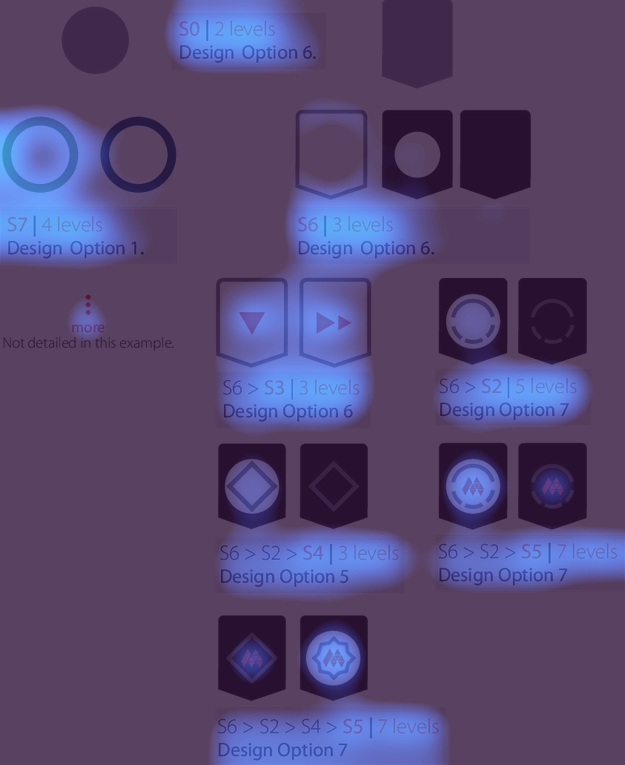 S0 | 2 levels
Design Option 6.
S7 | 4 levels
Design Option 1.
S6 | 3 levels
Design Option 6.
more
Not detailed in this example.
S6 > S3 | 3 levels
Design Option 6
S6 > S2 | 5 levels
Design Option 7
S6 > S2 > S4 | 3 levels
Design Option 5
S6 > S2 > S5 | 7 levels
Design Option 7
S6 > S2 > S4 > S5 | 7 levels
Design Option 7